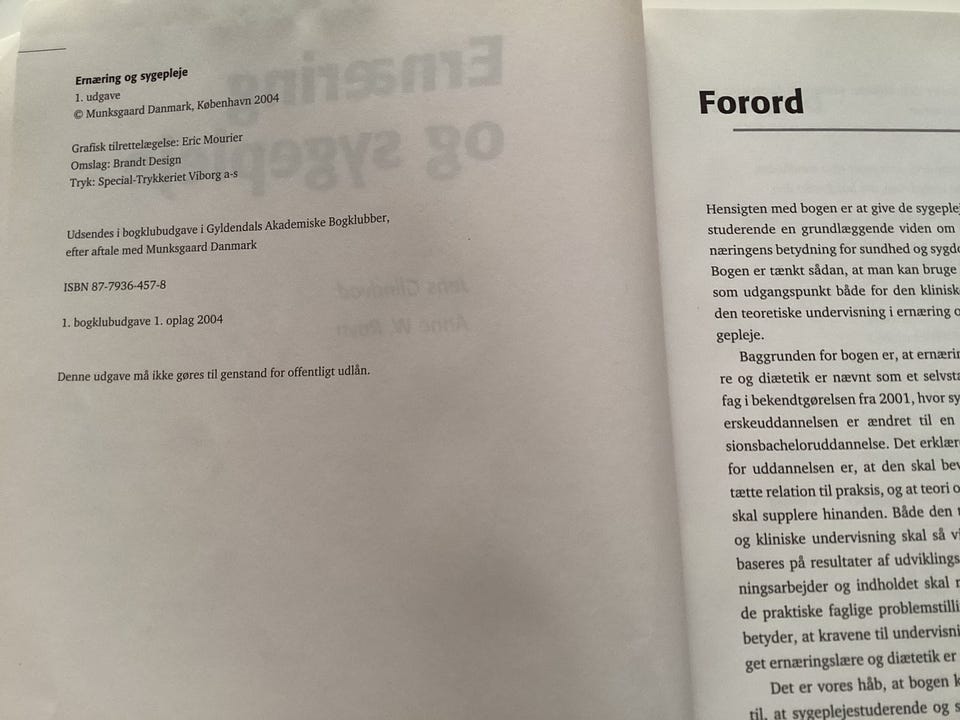 Ernæring og sygepleje
1. udgave
© Munksgaard Danmark, København 2004
Grafisk tilrettelægelse: Eric Mourier
Omslag: Brandt Design
Tryk: Special-Trykkeriet Viborg a-s
Udsendes i bogklubudgave i Gyldendals Akademiske Bogklubber,
efter aftale med Munksgaard Danmark
ISBN 87-7936-457-8
1. bogklubudgave 1. oplag 2004
Denne udgave må ikke gøres til genstand for offentligt udlån.
Forord
Hensigten med bogen er at give de sygeplej
studerende en grundlæggende viden om
næringens betydning for sundhed og sygdo
Bogen er tænkt sådan, at man kan bruge
som udgangspunkt både for den klinisk
den teoretiske undervisning i ernæring o
gepleje.
Baggrunden for bogen er, at ernærin
re og diætetik er nævnt som et selvsta
fag i bekendtgørelsen fra 2001, hvor sy
erskeuddannelsen er ændret til en
sionsbacheloruddannelse. Det erklær
for uddannelsen er, at den skal bev
tætte relation til praksis, og at teori o
skal supplere hinanden. Både den t
og kliniske undervisning skal så vi
baseres på resultater af udviklings
ningsarbejder og indholdet skal r
de praktiske faglige problemstilli
betyder, at kravene til undervisni
get ernæringslære og diætetik er
Det er vores håb, at bogen k
til, at sygeplejestuderende og s